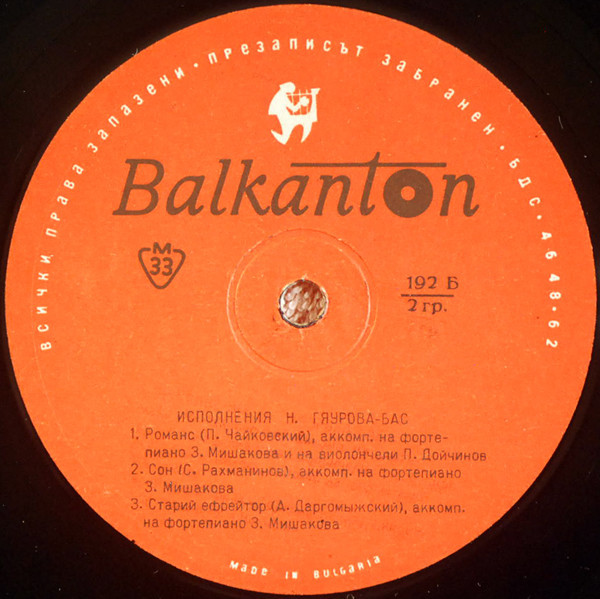 ВСИЧКИ ПРАВА ЗАПАЗЕНИ • ПРЕЗАПИСЪТ ЗАБРАНЕН • БДС • 4648-62
Balkanton
М
33
192 Б
2 гр.
ИСПОЛНЕНИЯ Н. ГЯУРОВА-БАС
1. Романс (П. Чайковский), аккомп. на форте-
пиано З. Мишакова и на виолончели П. Дойчинов
2. Сон (С. Рахманинов), аккомп. на фортепиано
З. Мишакова
3. Старий ефрейтор (А. Даргомыжский), аккомп.
на фортепиано З. Мишакова
MADE IN BULGARIA